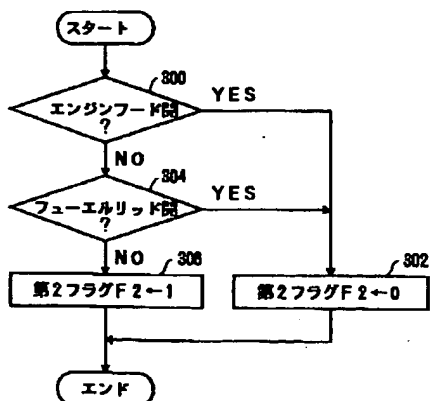 スタート
300
エンジンフード開
?
YES
NO
304
フューエルリッド開
?
YES
NO
306
第2フラグF2←1
302
第2フラグF2←0
エンド